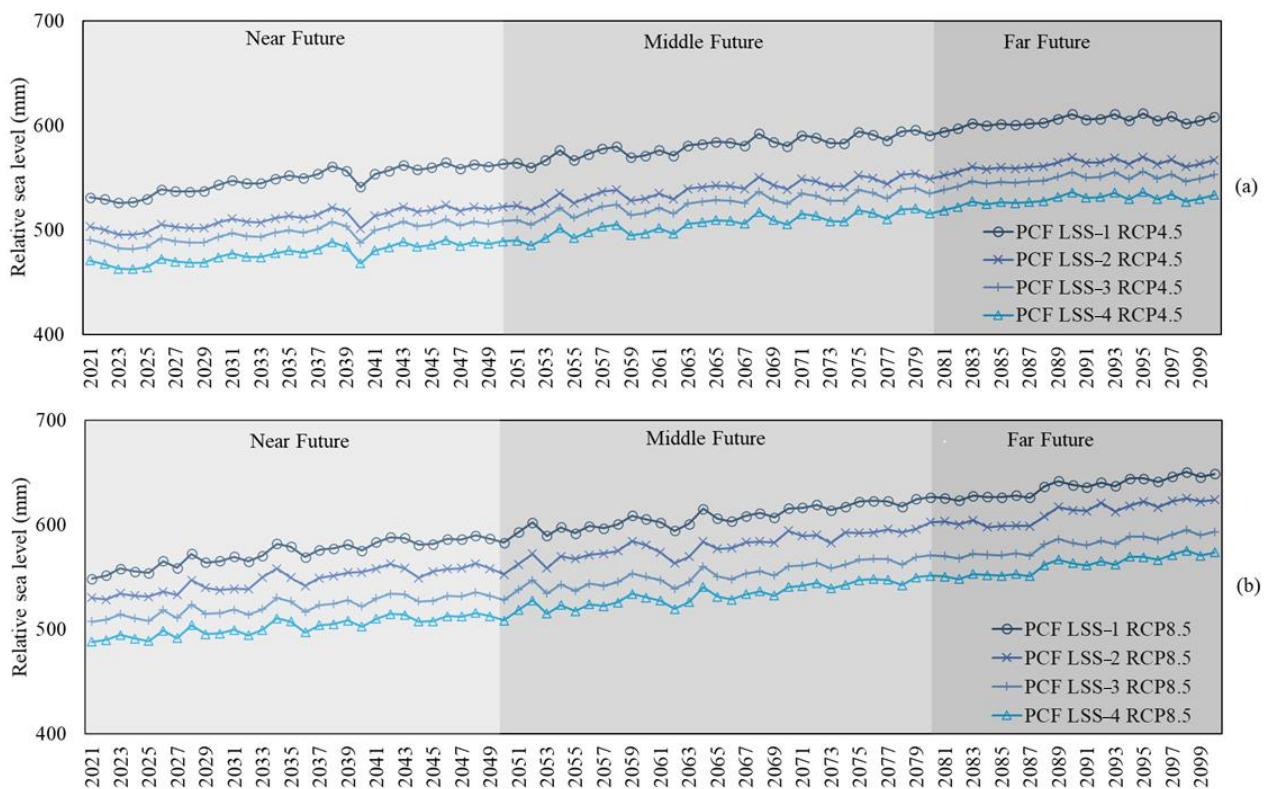 700
Near Future
Middle Future
Far Future
600
Relative sea level (mm)
(a)
500
PCF LSS-1 RCP4.5
PCF LSS-2 RCP4.5
PCF LSS-3 RCP4.5
PCF LSS-4 RCP4.5
400
2021 2023 2025 2027 2029 2031 2033 2035 2037 2039 2041 2043 2045 2047 2049 2051 2053 2055 2057 2059 2061 2063 2065 2067 2069 2071 2073 2075 2077 2079 2081 2083 2085 2087 2089 2091 2093 2095 2097 2099
700
Near Future
Middle Future
Far Future
600
Relative sea level (mm)
(b)
500
PCF LSS-1 RCP8.5
PCF LSS-2 RCP8.5
PCF LSS-3 RCP8.5
PCF LSS-4 RCP8.5
400
2021 2023 2025 2027 2029 2031 2033 2035 2037 2039 2041 2043 2045 2047 2049 2051 2053 2055 2057 2059 2061 2063 2065 2067 2069 2071 2073 2075 2077 2079 2081 2083 2085 2087 2089 2091 2093 2095 2097 2099